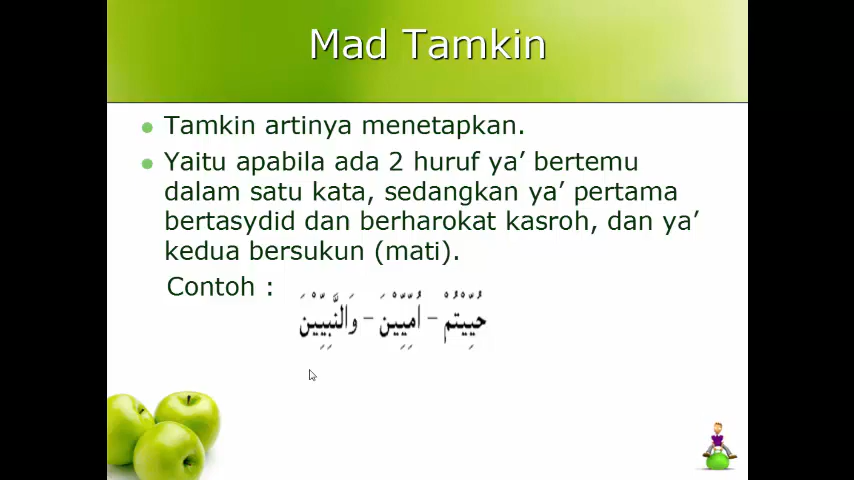 Mad Tamkin
Tamkin artinya menetapkan.
Yaitu apabila ada 2 huruf ya’ bertemu
dalam satu kata, sedangkan ya’ pertama
bertasydid dan berharokat kasroh, dan ya’
kedua bersukun (mati).
Contoh :
حُيِّيْتُمْ – اُمِّيِّيْنَ – وَالنَّبِيِّيْنَ